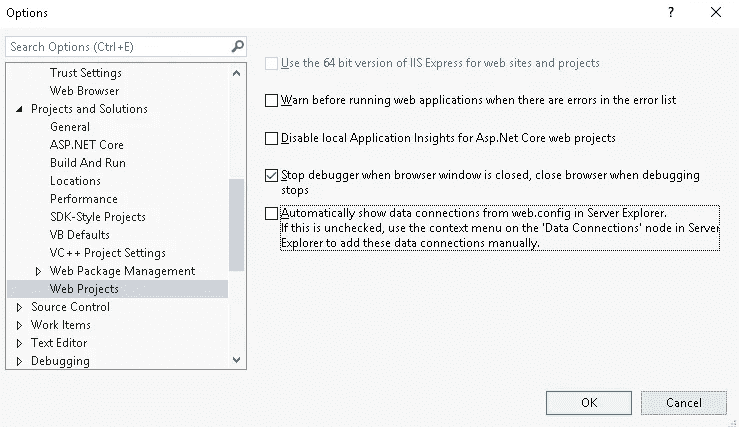 Options
Search Options (Ctrl+E)
Trust Settings
Web Browser
Projects and Solutions
General
ASP.NET Core
Build And Run
Locations
Performance
SDK-Style Projects
VB Defaults
VC++ Project Settings
Web Package Management
Web Projects
Source Control
Work Items
Text Editor
Debugging
Use the 64 bit version of IIS Express for web sites and projects
Warn before running web applications when there are errors in the error list
Disable local Application Insights for Asp.Net Core web projects
Stop debugger when browser window is closed, close browser when debugging
stops
Automatically show data connections from web.config in Server Explorer.
If this is unchecked, use the context menu on the 'Data Connections' node in Server
Explorer to add these data connections manually.
OK
Cancel